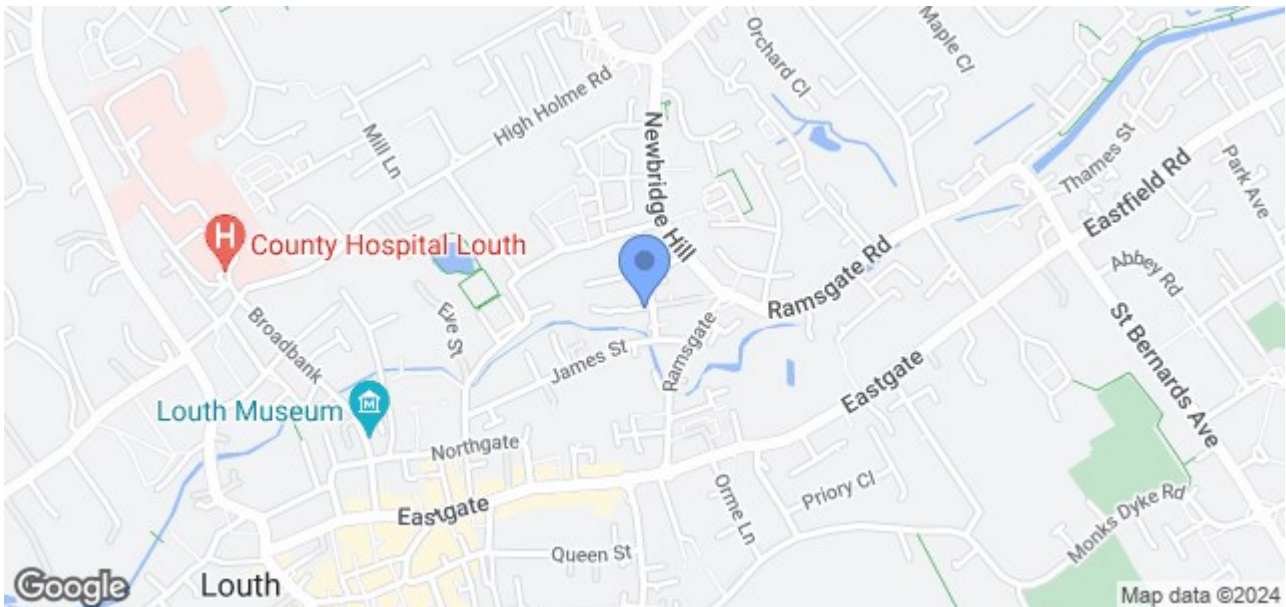 Orchard Cl
Maple Cl
High Holme Rd
Mill Ln
Newbridge Hill
Thames St
Park Ave
Eastfield Rd
H
County Hospital Louth
Ramsgate Rd
Abbey Rd
Broadbank
Eve St
St Bernards Ave
James St
Ramsgate
Eastgate
M
Louth Museum
Northgate
Orme Ln
Priory Cl
Eastgate
Monks Dyke Rd
Queen St
Louth
Google
Map data ©2024